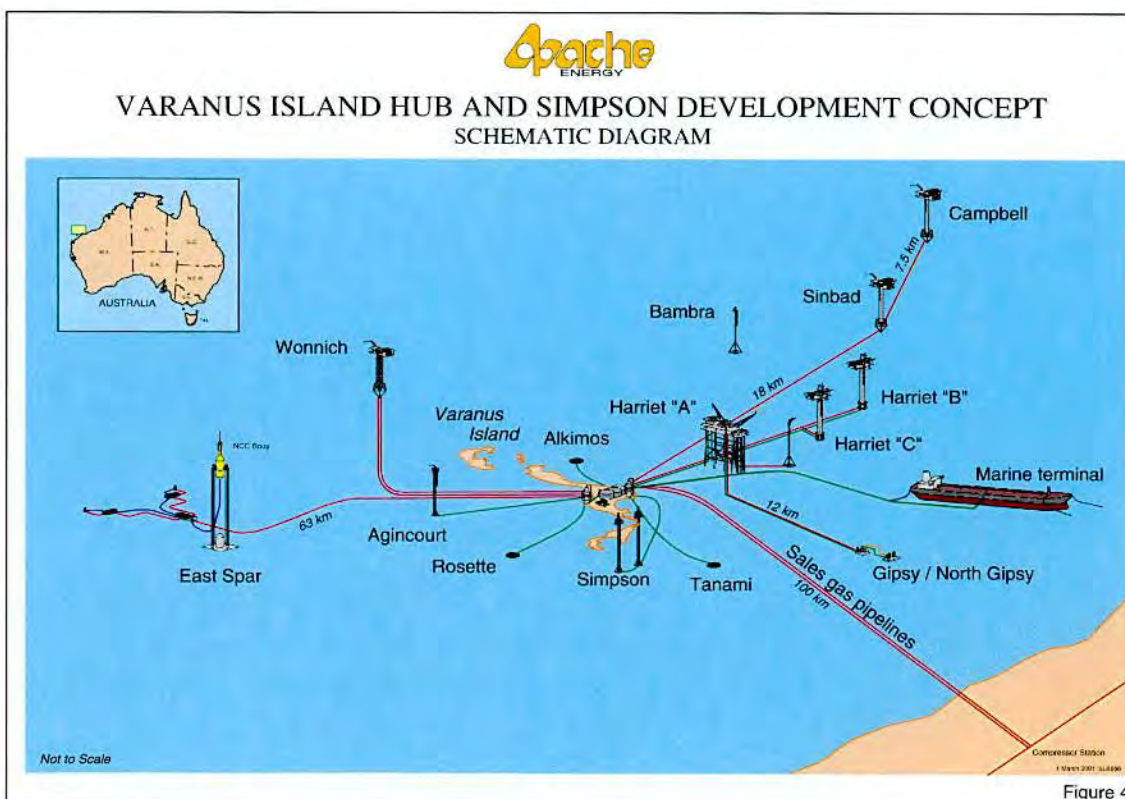 Apache
ENERGY
VARANUS ISLAND HUB AND SIMPSON DEVELOPMENT CONCEPT
SCHEMATIC DIAGRAM
AUSTRALIA
Campbell
7.5 km
Sinbad
Bambra
Wonnich
18 km
Harriet "A"
Harriet "B"
Varanus
Island
Alkimos
Harriet "C"
NCC Bouy
Marine terminal
63 km
Agincourt
12 km
East Spar
Rosette
Simpson
Tanami
Gipsy / North Gipsy
Sales gas pipelines
100 km
Not to Scale
Compressor Station
Figure 4